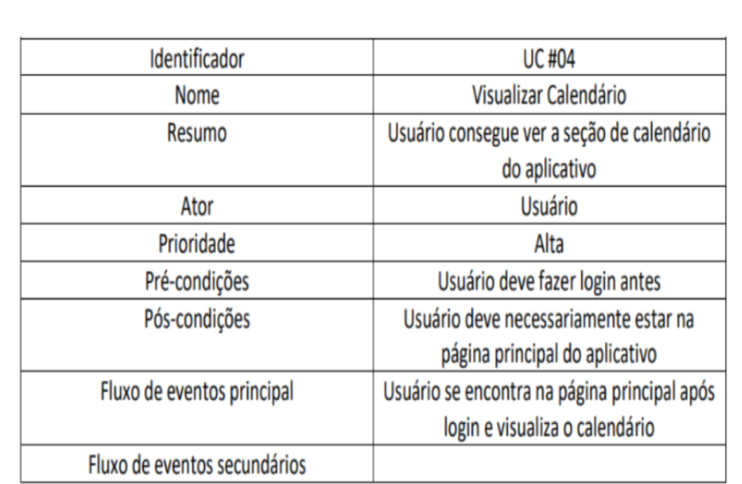 Identificador UC #04
Nome Visualizar Calendário
Resumo Usuário consegue ver a seção de calendário
do aplicativo
Ator Usuário
Prioridade Alta
Pré-condições Usuário deve fazer login antes
Pós-condições Usuário deve necessariamente estar na
página principal do aplicativo
Fluxo de eventos principal Usuário se encontra na página principal após
login e visualiza o calendário
Fluxo de eventos secundários